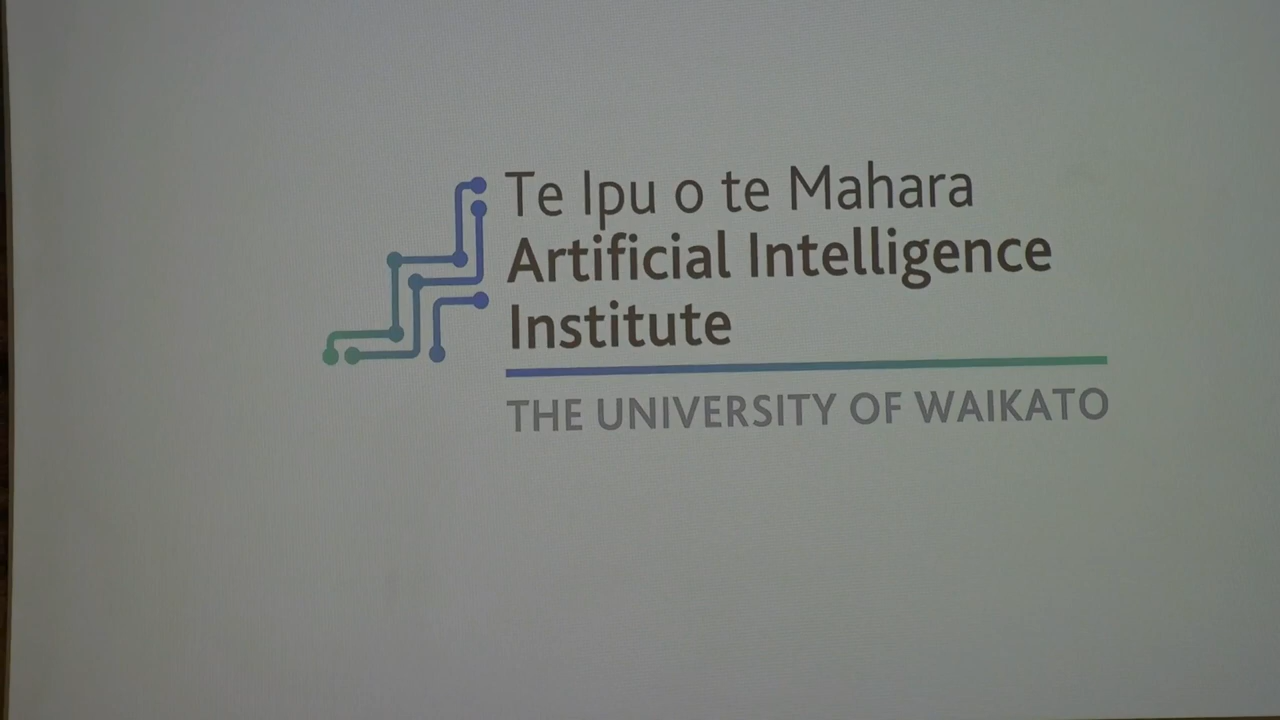 Te Ipu o te Mahara
Artificial Intelligence
Institute
THE UNIVERSITY OF WAIKATO